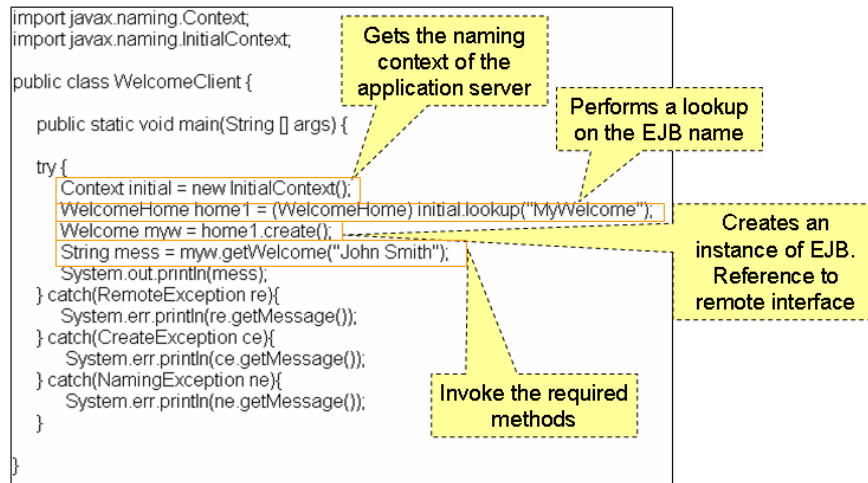 import javax.naming.Context;
import javax.naming.InitialContext;
public class WelcomeClient {
public static void main(String [] args) {
try {
Context initial = new InitialContext();
WelcomeHome home1 = (WelcomeHome) initial.lookup("MyWelcome");
Welcome myw = home1.create();
String mess = myw.getWelcome("John Smith");
System.out.println(mess);
} catch(RemoteException re){
System.err.println(re.getMessage());
} catch(CreateException ce){
System.err.println(ce.getMessage());
} catch(NamingException ne){
System.err.println(ne.getMessage());
}
}
Gets the naming
context of the
application server
Performs a lookup
on the EJB name
Creates an
instance of EJB.
Reference to
remote interface
Invoke the required
methods